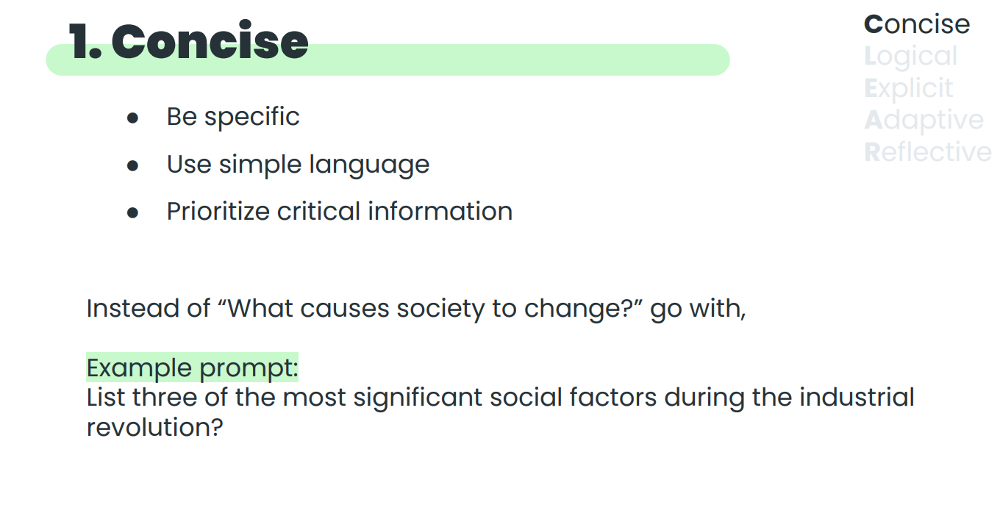 1. Concise
Concise
Logical
Explicit
Adaptive
Reflective
● Be specific
● Use simple language
● Prioritize critical information
Instead of “What causes society to change?” go with,
Example prompt:
List three of the most significant social factors during the industrial
revolution?